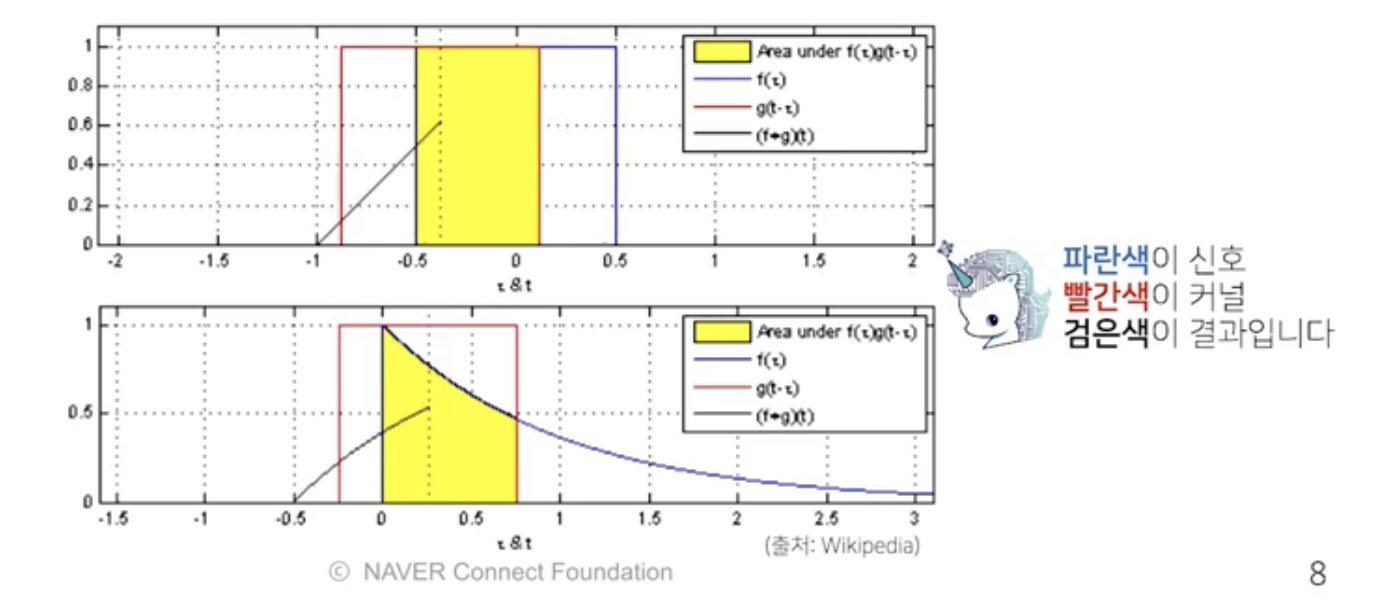 1
0.8
0.6
0.4
0.2
0
-2 -1.5 -1 -0.5 0 0.5 1 1.5 2
τ & t
Area under f(τ)g(t-τ)
f(τ)
g(t-τ)
(f∗g)(t)
파란색이 신호
빨간색이 커널
검은색이 결과입니다
1
0.5
0
-1.5 -1 -0.5 0 0.5 1 1.5 2 2.5 3
τ & t
Area under f(τ)g(t-τ)
f(τ)
g(t-τ)
(f∗g)(t)
(출처: Wikipedia)
© NAVER Connect Foundation
8